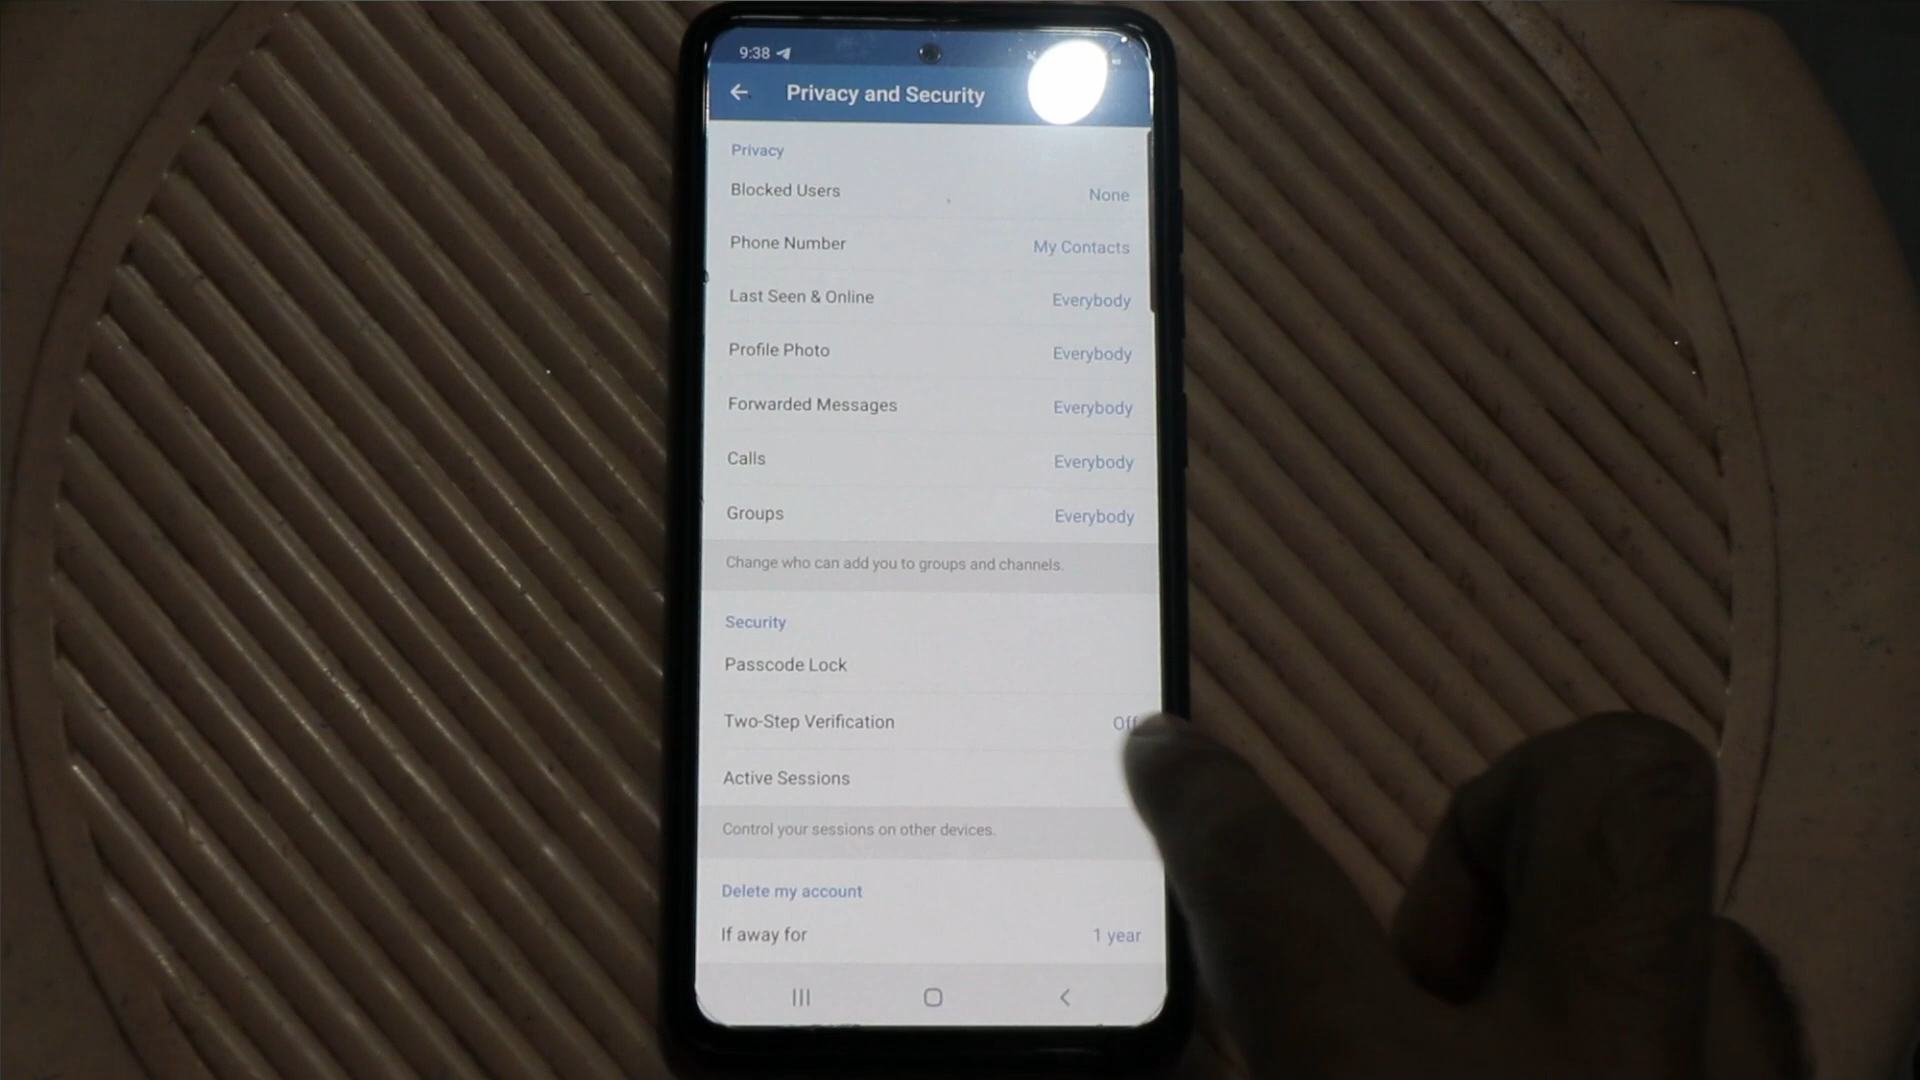 9:38
Privacy and Security
Privacy
Blocked Users None
Phone Number My Contacts
Last Seen & Online Everybody
Profile Photo Everybody
Forwarded Messages Everybody
Calls Everybody
Groups Everybody
Change who can add you to groups and channels.
Security
Passcode Lock
Two-Step Verification Off
Active Sessions
Control your sessions on other devices.
Delete my account
If away for 1 year